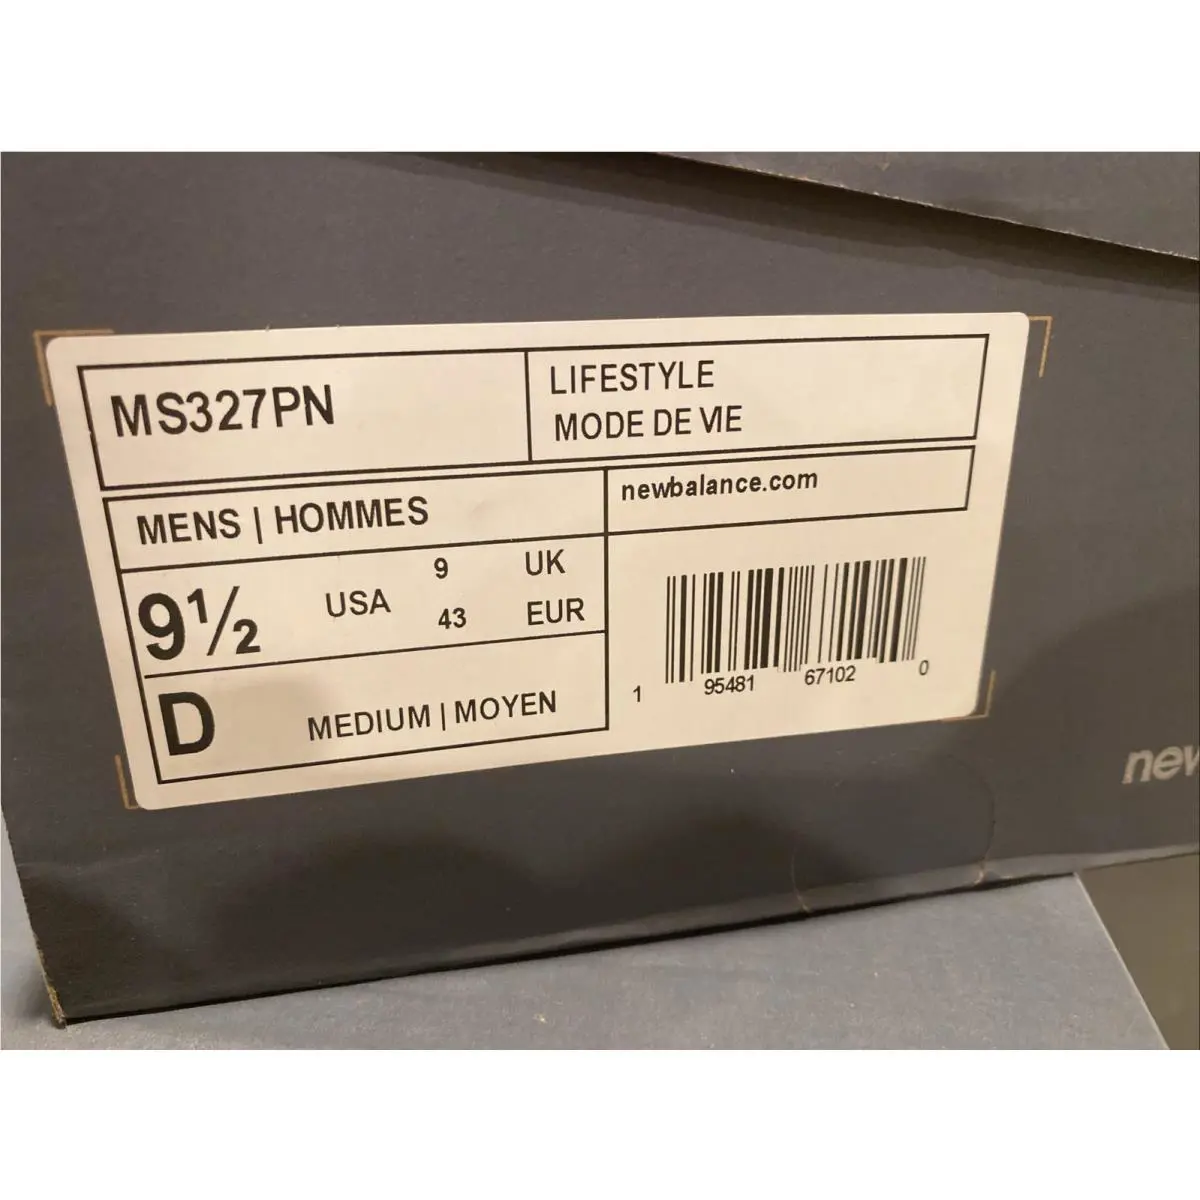 MS327PN
LIFESTYLE
MODE DE VIE
MENS | HOMMES
newbalance.com
9½ USA 9 UK
43 EUR
D MEDIUM | MOYEN
1 95481 67102 0
new